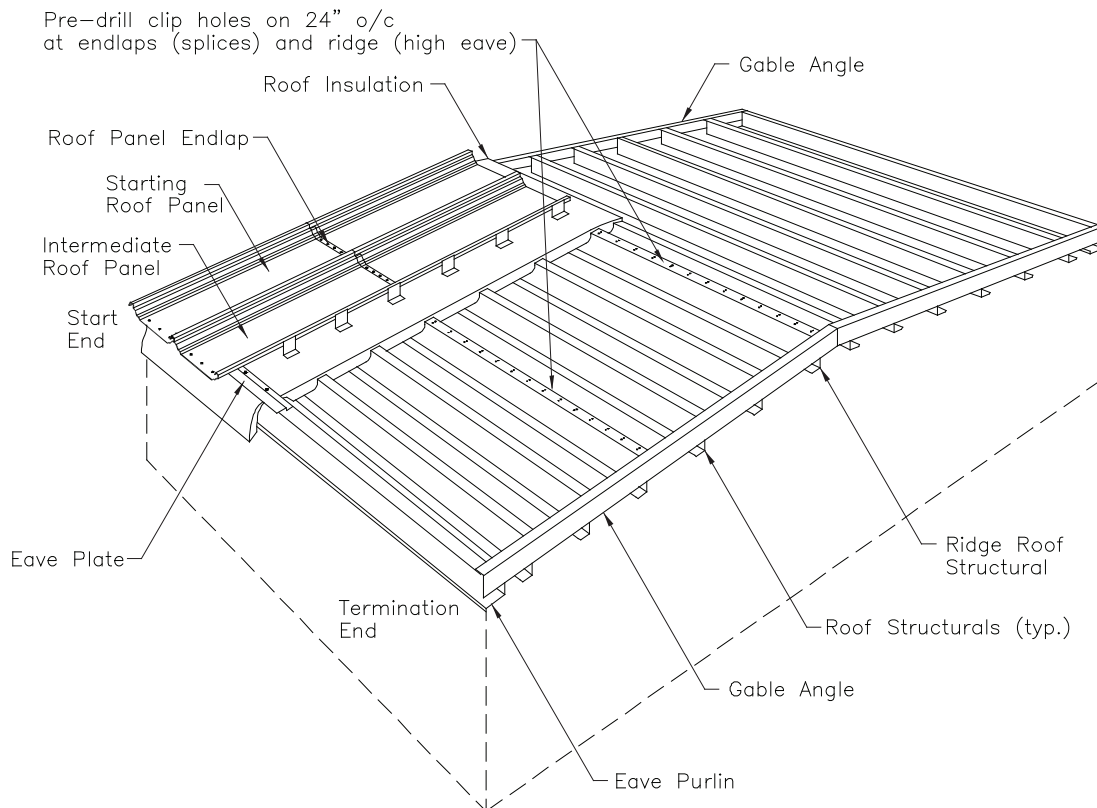 Pre-drill clip holes on 24" o/c
at endlaps (splices) and ridge (high eave)
Gable Angle
Roof Insulation
Roof Panel Endlap
Starting
Roof Panel
Intermediate
Roof Panel
Start
End
Eave Plate
Ridge Roof
Structural
Termination
End
Roof Structurals (typ.)
Gable Angle
Eave Purlin